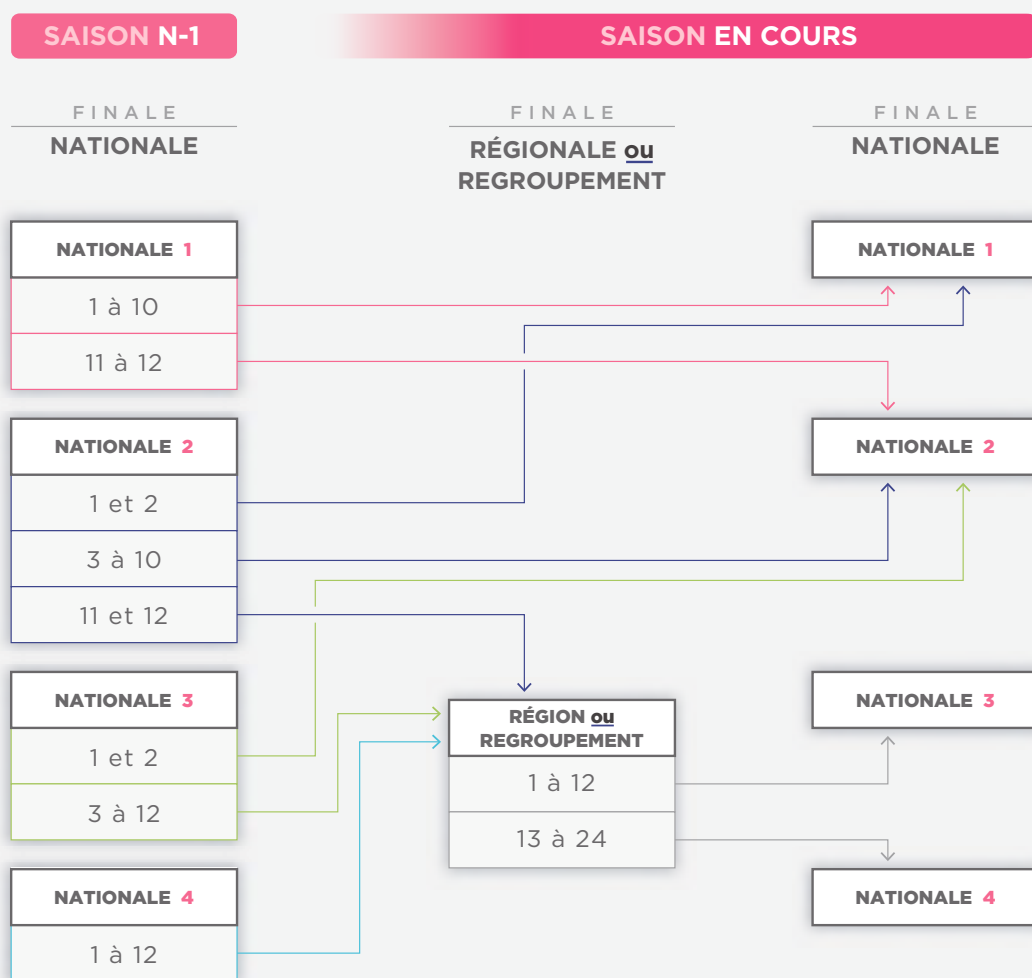 SAISON N-1
SAISON EN COURS
FINALE
NATIONALE
FINALE
RÉGIONALE ou
REGROUPEMENT
FINALE
NATIONALE
NATIONALE 1
1 à 10
11 à 12
NATIONALE 2
1 et 2
3 à 10
11 et 12
NATIONALE 3
1 et 2
3 à 12
NATIONALE 4
1 à 12
RÉGION ou
REGROUPEMENT
1 à 12
13 à 24
NATIONALE 1
NATIONALE 2
NATIONALE 3
NATIONALE 4